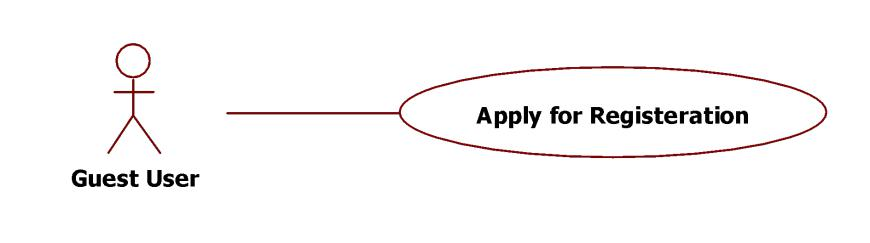 Apply for Registeration
Guest User